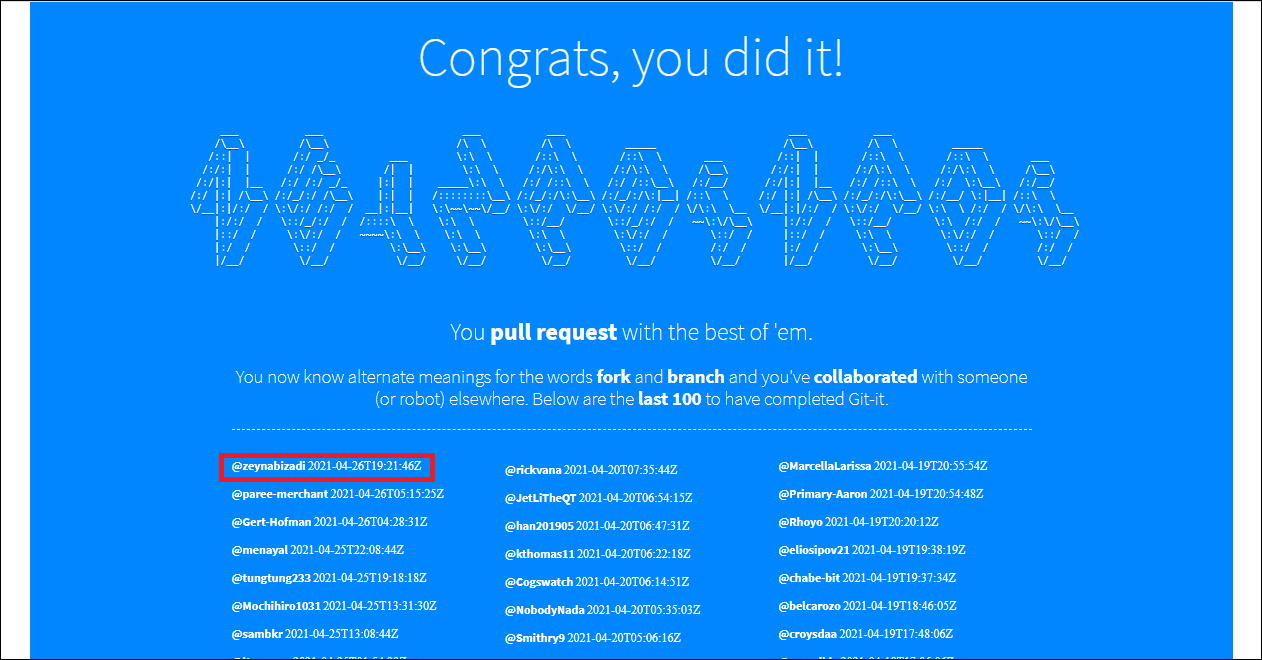 Congrats, you did it!
You pull request with the best of 'em.
You now know alternate meanings for the words fork and branch and you've collaborated with someone
(or robot) elsewhere. Below are the last 100 to have completed Git-it.
@zeynabizadi 2021-04-26T19:21:46Z
@paree-merchant 2021-04-26T05:15:25Z
@Gert-Hofman 2021-04-26T04:28:31Z
@menayal 2021-04-25T22:08:44Z
@tungtung233 2021-04-25T19:18:18Z
@Mochihiro1031 2021-04-25T13:31:30Z
@sambkr 2021-04-25T13:08:44Z
@rickvana 2021-04-20T07:35:44Z
@JetLiTheQT 2021-04-20T06:54:15Z
@han201905 2021-04-20T06:47:31Z
@kthomas11 2021-04-20T06:22:18Z
@Cogswatch 2021-04-20T06:14:51Z
@NobodyNada 2021-04-20T05:35:03Z
@Smithry9 2021-04-20T05:06:16Z
@MarcellaLarissa 2021-04-19T20:55:54Z
@Primary-Aaron 2021-04-19T20:54:48Z
@Rhoyo 2021-04-19T20:20:12Z
@eliosipov21 2021-04-19T19:38:19Z
@chabe-bit 2021-04-19T19:37:34Z
@belcarozo 2021-04-19T18:46:05Z
@croysdaa 2021-04-19T17:48:06Z